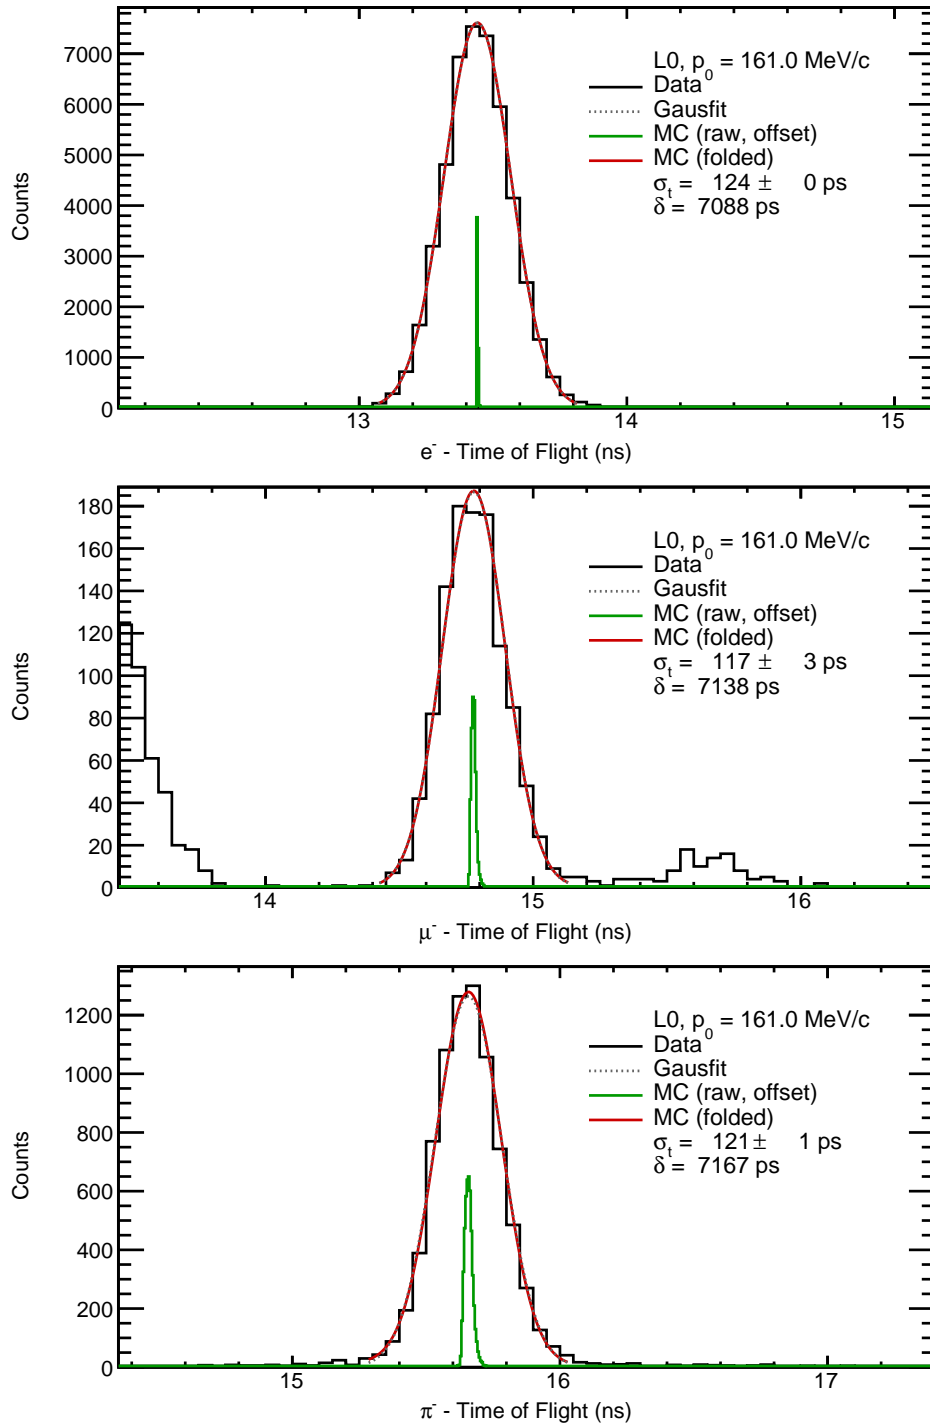 7000
6000
5000
4000
3000
2000
1000
0
Counts
L0, p₀ = 161.0 MeV/c
Data
Gausfit
MC (raw, offset)
MC (folded)
σₜ = 124 ± 0 ps
δ = 7088 ps
13 14 15
e⁻ - Time of Flight (ns)
180
160
140
120
100
80
60
40
20
0
Counts
L0, p₀ = 161.0 MeV/c
Data
Gausfit
MC (raw, offset)
MC (folded)
σₜ = 117 ± 3 ps
δ = 7138 ps
14 15 16
μ⁻ - Time of Flight (ns)
1200
1000
800
600
400
200
0
Counts
L0, p₀ = 161.0 MeV/c
Data
Gausfit
MC (raw, offset)
MC (folded)
σₜ = 121 ± 1 ps
δ = 7167 ps
15 16 17
π⁻ - Time of Flight (ns)